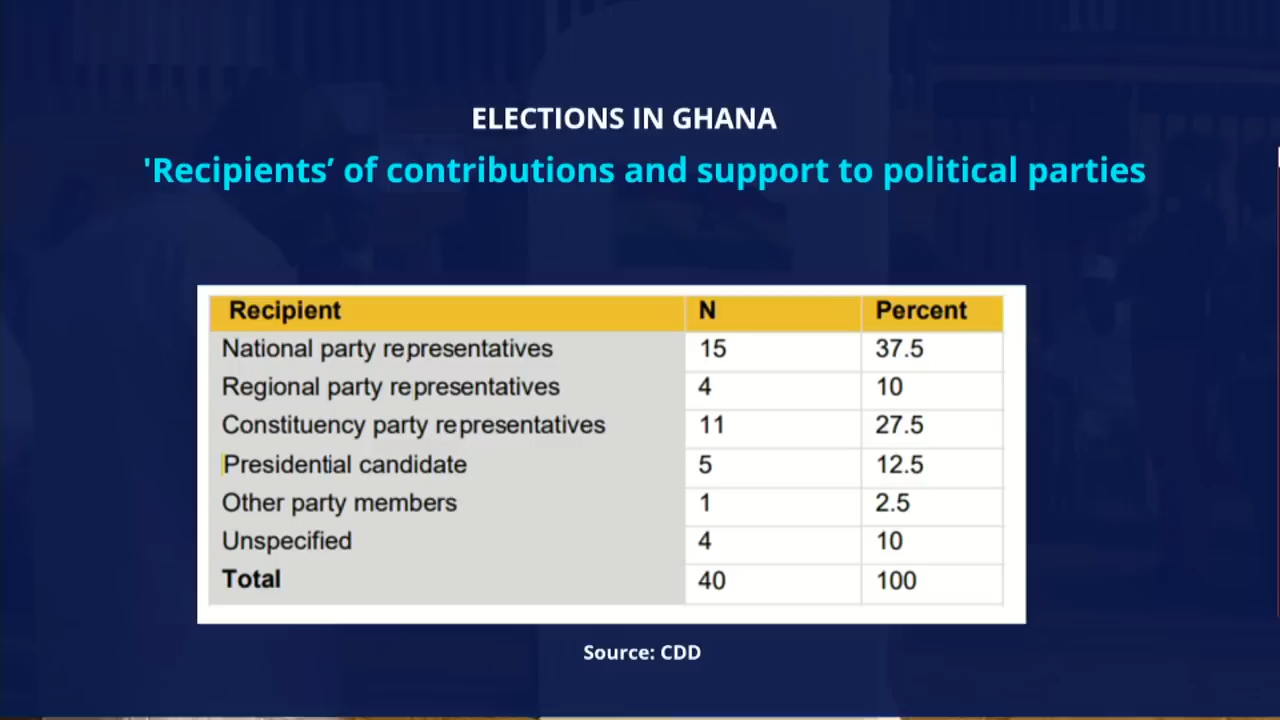 ELECTIONS IN GHANA
'Recipients’ of contributions and support to political parties
Recipient N Percent
National party representatives 15 37.5
Regional party representatives 4 10
Constituency party representatives 11 27.5
Presidential candidate 5 12.5
Other party members 1 2.5
Unspecified 4 10
Total 40 100
Source: CDD